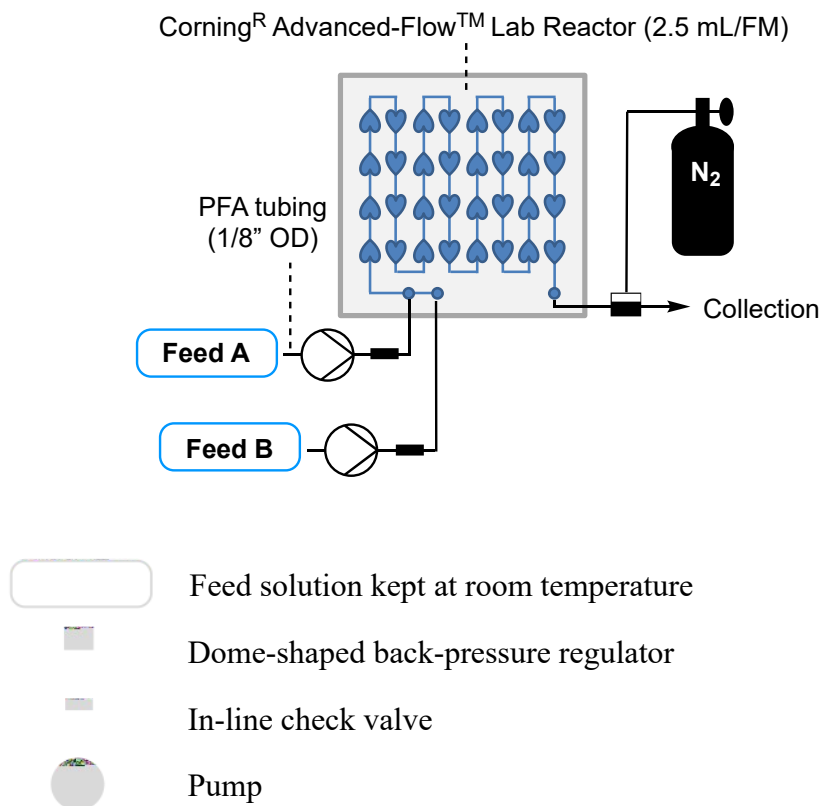 Corning^R Advanced-Flow^TM Lab Reactor (2.5 mL/FM)
N₂
PFA tubing
(1/8” OD)
Collection
Feed A
Feed B
Feed solution kept at room temperature
Dome-shaped back-pressure regulator
In-line check valve
Pump